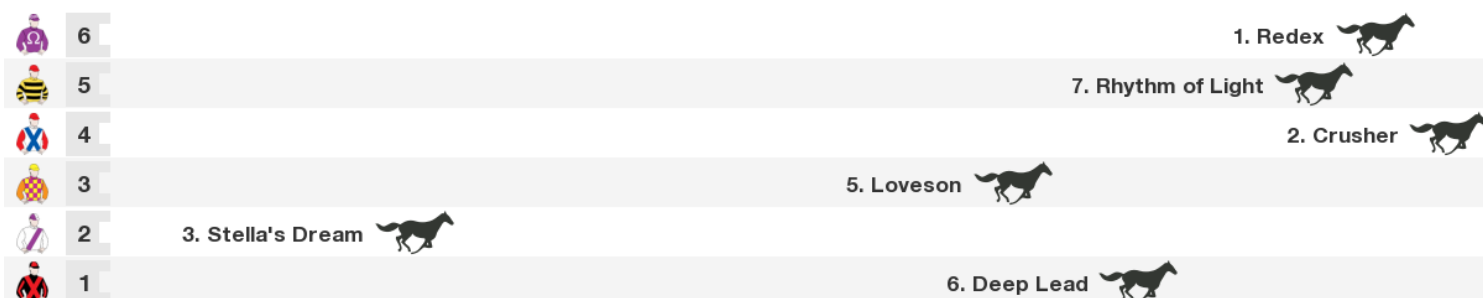 6 1. Redex
5 7. Rhythm of Light
4 2. Crusher
3 5. Loveson
2 3. Stella's Dream
1 6. Deep Lead